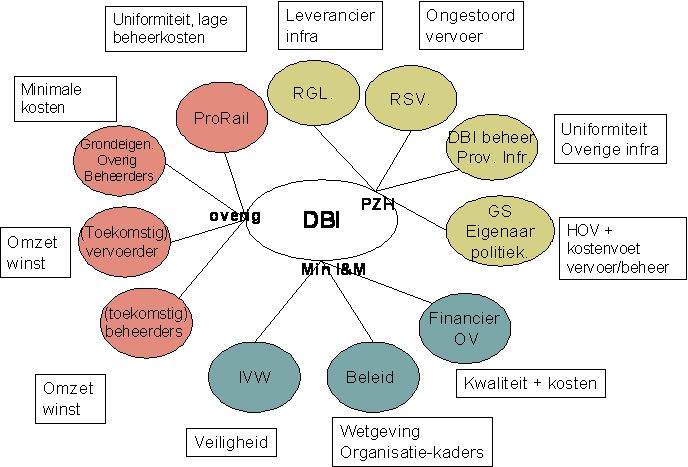 Uniformiteit, lage
beheerkosten
Leverancier
infra
Ongestoord
vervoer
Minimale
kosten
ProRail
RGL.
RSV.
Grondeigen.
Overig
Beheerders
DBI beheer
Prov. Infr.
Uniformiteit
Overige infra
overig
DBI
PZH
GS
Eigenaar
politiek.
(Toekomstig)
vervoerder
Omzet
winst
HOV +
kostenvoet
vervoer/beheer
Min I&M
(toekomstig)
beheerders
Financier
OV
IVW
Beleid
Kwaliteit + kosten
Omzet
winst
Veiligheid
Wetgeving
Organisatie-kaders